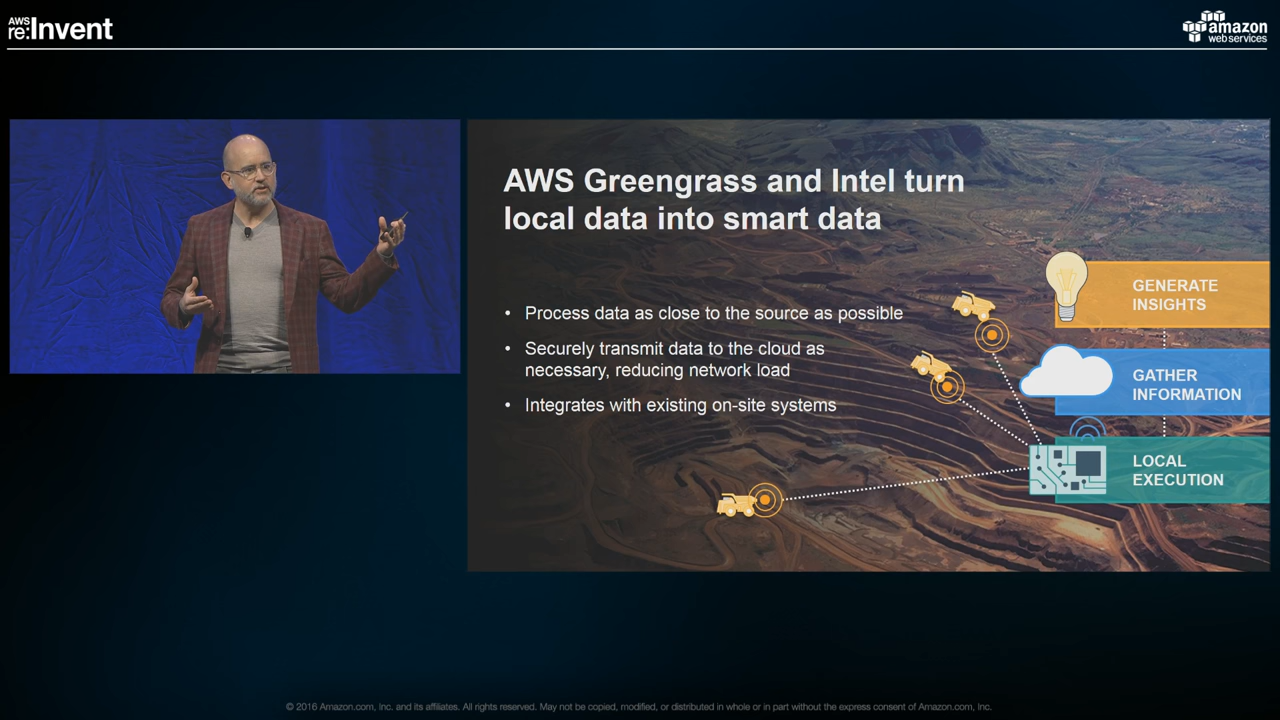 AWS
re:Invent
amazon
web services
AWS Greengrass and Intel turn
local data into smart data
• Process data as close to the source as possible
• Securely transmit data to the cloud as
necessary, reducing network load
• Integrates with existing on-site systems
GENERATE
INSIGHTS
GATHER
INFORMATION
LOCAL
EXECUTION
© 2016 Amazon.com, Inc. and its affiliates. All rights reserved. May not be copied, modified, or distributed in whole or in part without the express consent of Amazon.com, Inc.